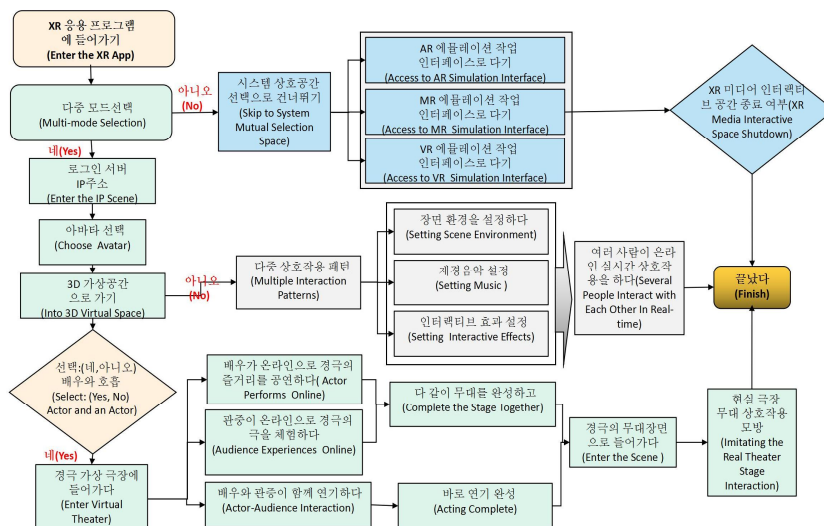 XR 응용 프로그램
에 들어가기
(Enter the XR App)
다중 모드선택
(Multi-mode Selection)
아니오
(No)
시스템 상호공간
선택으로 건너뛰기
(Skip to System
Mutual Selection
Space)
AR 에뮬레이션 작업
인터페이스로 다기
(Access to AR Simulation Interface)
MR 에뮬레이션 작업
인터페이스로 다기
(Access to MR Simulation Interface)
VR 에뮬레이션 작업
인터페이스로 다기
(Access to VR Simulation Interface)
XR 미디어 인터렉티
브 공간 종료 여부(XR
Media Interactive
Space Shutdown)
네(Yes)
로그인 서버
IP주소
(Enter the IP Scene)
아바타 선택
(Choose Avatar)
3D 가상공간
으로 가기
(Into 3D Virtual Space)
아니오
(No)
다중 상호작용 패턴
(Multiple Interaction
Patterns)
장면 환경을 설정하다
(Setting Scene Environment)
제경음악 설정
(Setting Music )
인터렉티브 효과 설정
(Setting Interactive Effects)
여러 사람이 온라
인 실시간 상호작
용을 하다(Several
People Interact with
Each Other In Real-
time)
끝났다
(Finish)
선택:(네,아니오)
배우와 호흡
(Select: (Yes, No)
Actor and an Actor)
네(Yes)
경극 가상 극장에
들어가다
(Enter Virtual
Theater)
배우가 온라인으로 경극의
즐거리를 공연하다( Actor
Performs Online)
관중이 온라인으로 경극의
극을 체험하다
(Audience Experiences Online)
배우와 관중이 함께 연기하다
(Actor-Audience Interaction)
다 같이 무대를 완성하고
(Complete the Stage Together)
바로 연기 완성
(Acting Complete)
경극의 무대장면
으로 들어가다
(Enter the Scene )
현심 극장
무대 상호작용
모방
(Imitating the
Real Theater
Stage
Interaction)